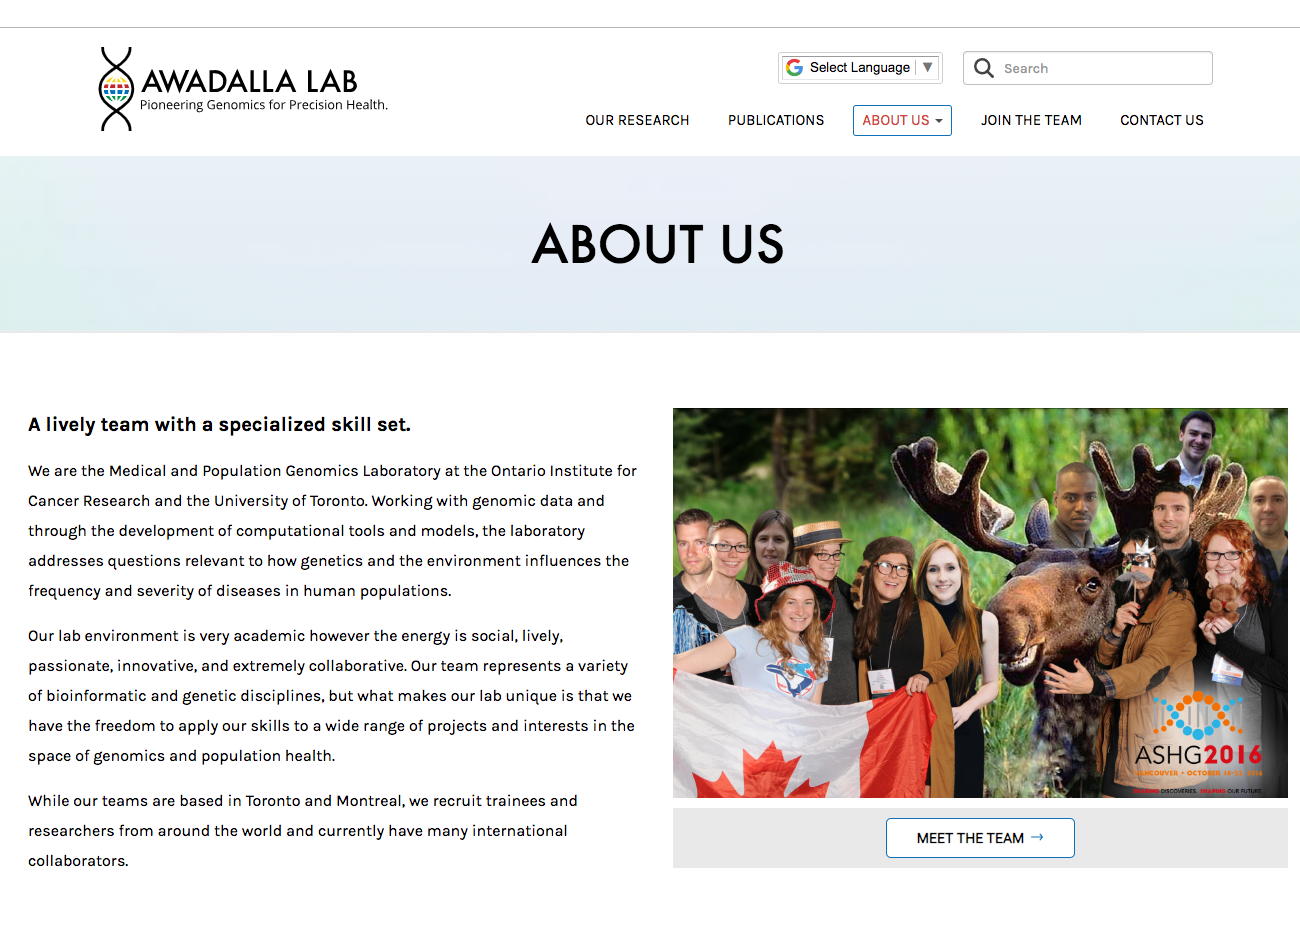 AWADALLA LAB
Pioneering Genomics for Precision Health.
Select Language ▼
Search
OUR RESEARCH
PUBLICATIONS
ABOUT US
JOIN THE TEAM
CONTACT US
ABOUT US
A lively team with a specialized skill set.
We are the Medical and Population Genomics Laboratory at the Ontario Institute for
Cancer Research and the University of Toronto. Working with genomic data and
through the development of computational tools and models, the laboratory
addresses questions relevant to how genetics and the environment influences the
frequency and severity of diseases in human populations.
Our lab environment is very academic however the energy is social, lively,
passionate, innovative, and extremely collaborative. Our team represents a variety
of bioinformatic and genetic disciplines, but what makes our lab unique is that we
have the freedom to apply our skills to a wide range of projects and interests in the
space of genomics and population health.
While our teams are based in Toronto and Montreal, we recruit trainees and
researchers from around the world and currently have many international
collaborators.
ASHG2016
VANCOUVER • OCTOBER
DISCOVERIES. SHAPING OUR FUTURE.
MEET THE TEAM →